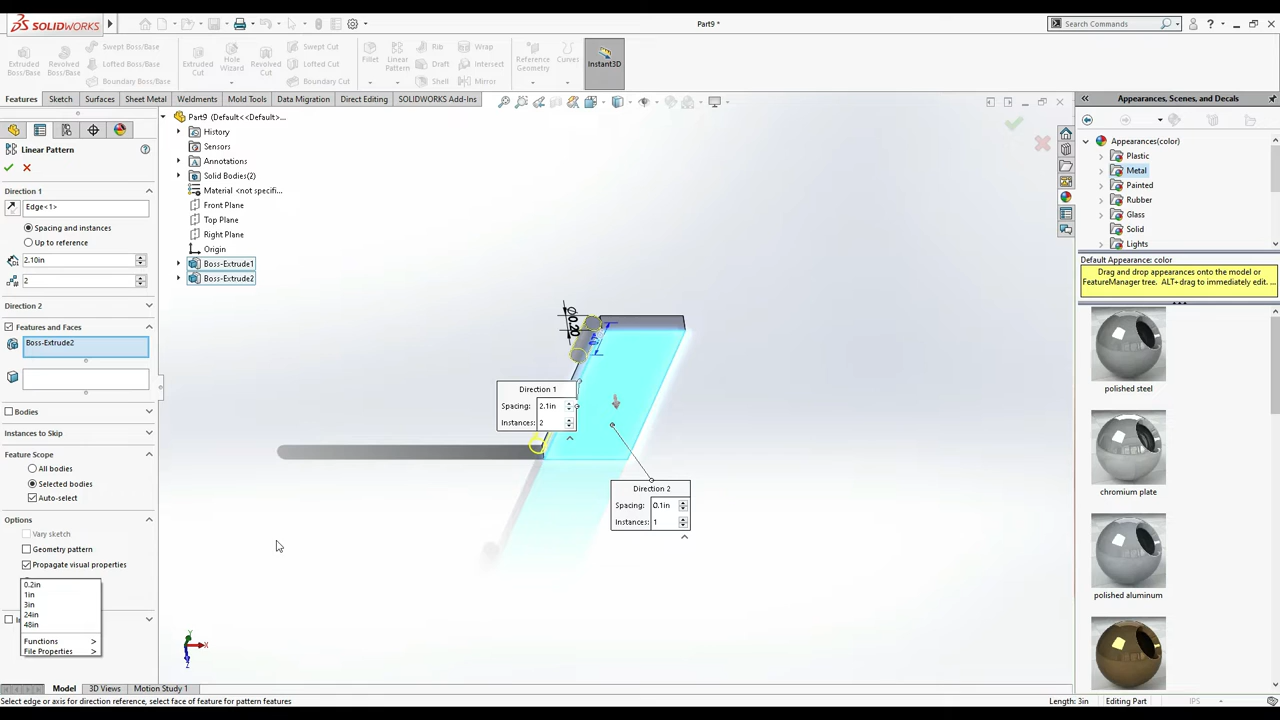 SOLIDWORKS
Part9 *
Search Commands
Extruded Boss/Base
Revolved Boss/Base
Swept Boss/Base
Lofted Boss/Base
Boundary Boss/Base
Extruded Cut
Hole Wizard
Revolved Cut
Swept Cut
Lofted Cut
Boundary Cut
Fillet
Linear Pattern
Rib
Draft
Shell
Wrap
Intersect
Mirror
Reference Geometry
Curves
Instant3D
Features
Sketch
Surfaces
Sheet Metal
Weldments
Mold Tools
Data Migration
Direct Editing
SOLIDWORKS Add-Ins
Linear Pattern
Direction 1
Edge<1>
Spacing and instances
Up to reference
2.10in
2
Direction 2
Features and Faces
Boss-Extrude2
Bodies
Instances to Skip
Feature Scope
All bodies
Selected bodies
Auto-select
Options
Vary sketch
Geometry pattern
Propagate visual properties
0.2in
1in
3in
24in
48in
Functions
File Properties
Part9 (Default<<Default>...
History
Sensors
Annotations
Solid Bodies(2)
Material <not specifi...
Front Plane
Top Plane
Right Plane
Origin
Boss-Extrude1
Boss-Extrude2
Ø0.20
Direction 1
Spacing: 2.1in
Instances: 2
Direction 2
Spacing: 0.1in
Instances: 1
Y
X
Z
Appearances, Scenes, and Decals
Appearances(color)
Plastic
Metal
Painted
Rubber
Glass
Solid
Lights
Default Appearance: color
Drag and drop appearances onto the model or
FeatureManager tree. ALT+drag to immediately edit.
polished steel
chromium plate
polished aluminum
Model
3D Views
Motion Study 1
Select edge or axis for direction reference, select face of feature for pattern features
Length: 3in
Editing Part
IPS